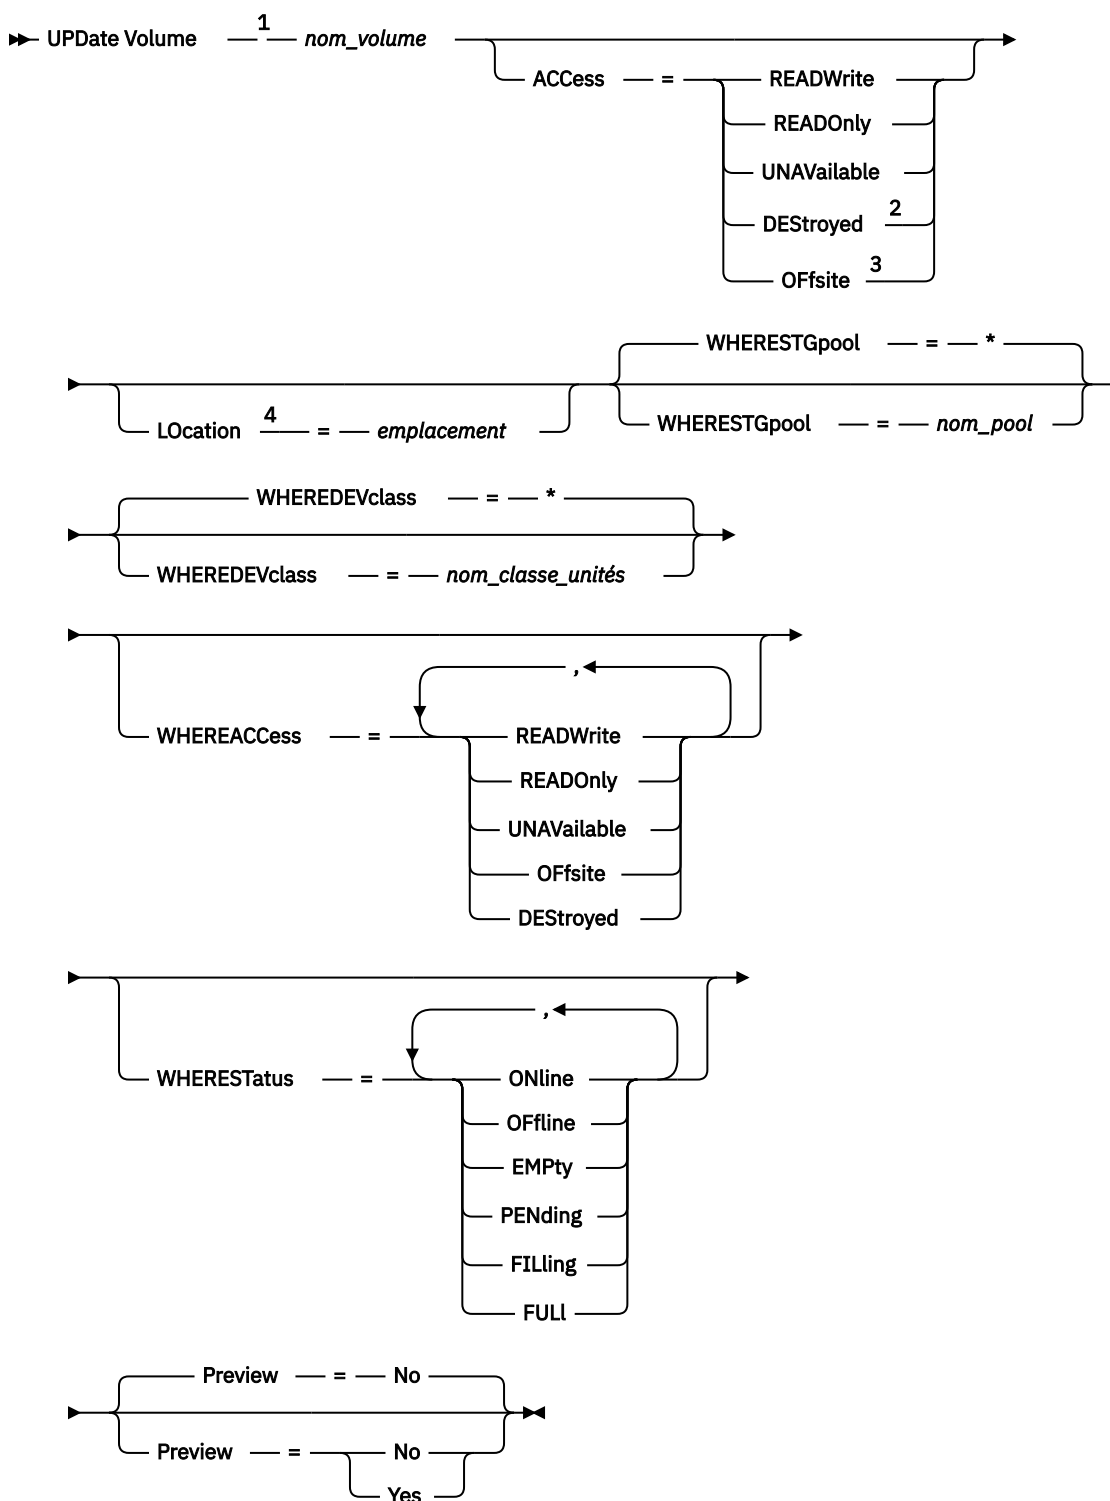 UPDate Volume 1 nom_volume
ACCess = READWrite
READOnly
UNAVailable
DEStroyed 2
OFfsite 3
WHERESTGpool = *
LOcation 4 = emplacement
WHERESTGpool = nom_pool
WHEREDEVclass = *
WHEREDEVclass = nom_classe_unités
,
WHEREACCess = READWrite
READOnly
UNAVailable
OFfsite
DEStroyed
,
WHERESTatus = ONline
OFfline
EMPty
PENding
FILling
FULl
Preview = No
Preview = No
Yes